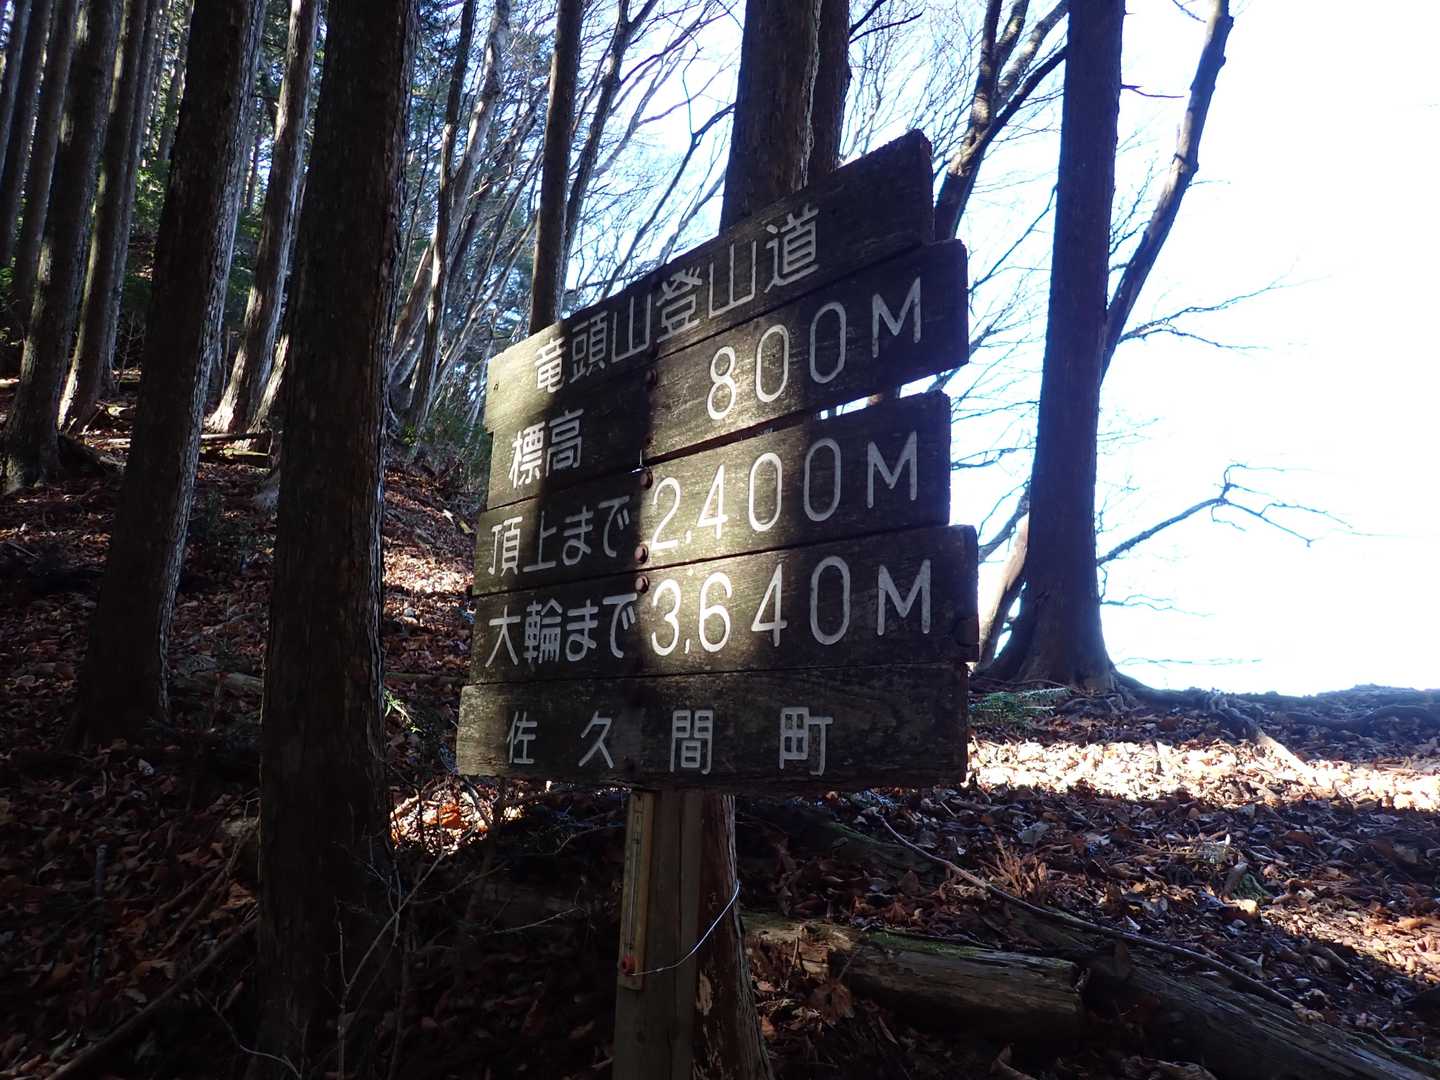 竜頭山登山道
標高 800M
頂上まで 2,400M
大輪まで 3,640M
佐久間町